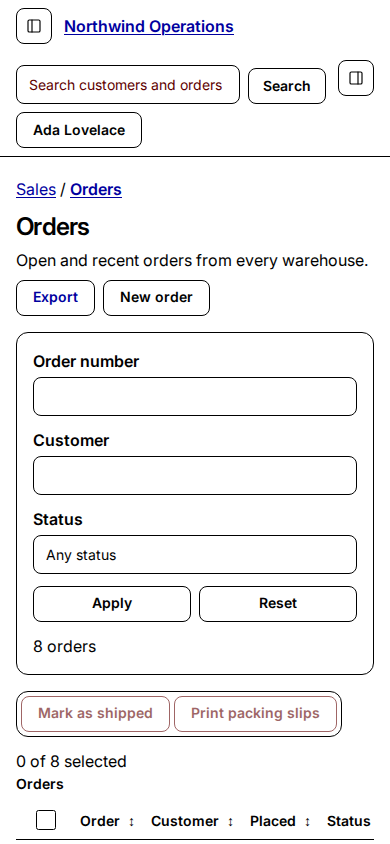 Northwind Operations
Search customers and orders Search
Ada Lovelace
Sales / Orders
Orders
Open and recent orders from every warehouse.
Export New order
Order number
Customer
Status
Any status
Apply Reset
8 orders
Mark as shipped Print packing slips
0 of 8 selected
Orders
Order ↕ Customer ↕ Placed ↕ Status